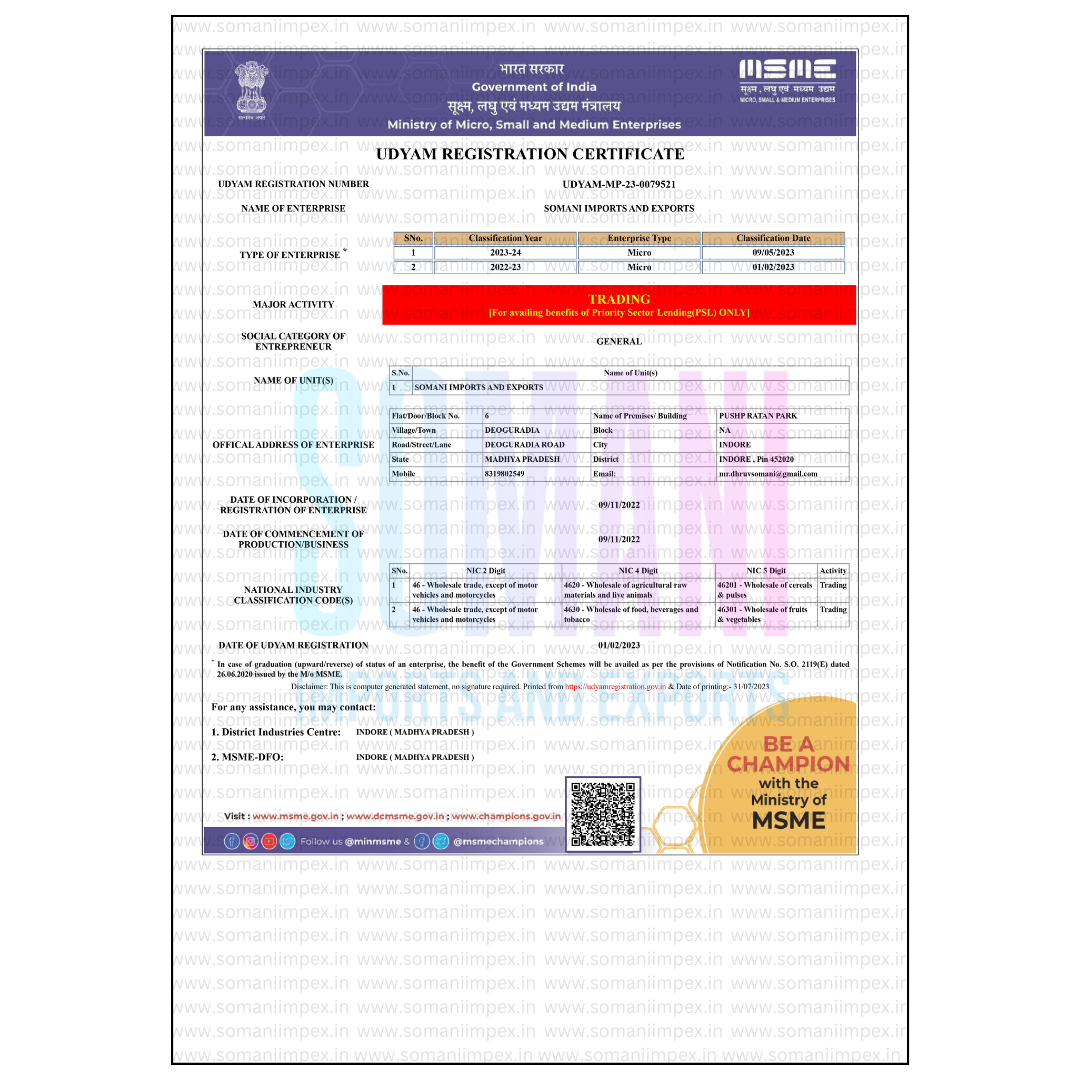 www.somaniimpex.in www.somaniimpex.in www.somaniimpex.in www.somaniimpex.in
भारत सरकार
Government of India
सूक्ष्म, लघु एवं मध्यम उद्यम मंत्रालय
Ministry of Micro, Small and Medium Enterprises
सत्यमेव जयते
MSME
सूक्ष्म, लघु एवं मध्यम उद्यम
MICRO, SMALL & MEDIUM ENTERPRISES
UDYAM REGISTRATION CERTIFICATE
UDYAM REGISTRATION NUMBER UDYAM-MP-23-0079521
NAME OF ENTERPRISE SOMANI IMPORTS AND EXPORTS
TYPE OF ENTERPRISE *
SNo. Classification Year Enterprise Type Classification Date
1 2023-24 Micro 09/05/2023
2 2022-23 Micro 01/02/2023
MAJOR ACTIVITY
TRADING
[For availing benefits of Priority Sector Lending(PSL) ONLY]
SOCIAL CATEGORY OF
ENTREPRENEUR
GENERAL
NAME OF UNIT(S)
S.No. Name of Unit(s)
1 SOMANI IMPORTS AND EXPORTS
OFFICAL ADDRESS OF ENTERPRISE
Flat/Door/Block No. 6 Name of Premises/ Building PUSHP RATAN PARK
Village/Town DEOGURADIA Block NA
Road/Street/Lane DEOGURADIA ROAD City INDORE
State MADHYA PRADESH District INDORE , Pin 452020
Mobile 8319802549 Email: mr.dhruvsomani@gmail.com
DATE OF INCORPORATION /
REGISTRATION OF ENTERPRISE
09/11/2022
DATE OF COMMENCEMENT OF
PRODUCTION/BUSINESS
09/11/2022
NATIONAL INDUSTRY
CLASSIFICATION CODE(S)
SNo. NIC 2 Digit NIC 4 Digit NIC 5 Digit Activity
1 46 - Wholesale trade, except of motor 4620 - Wholesale of agricultural raw 46201 - Wholesale of cereals Trading
vehicles and motorcycles materials and live animals & pulses
2 46 - Wholesale trade, except of motor 4630 - Wholesale of food, beverages and 46301 - Wholesale of fruits Trading
vehicles and motorcycles tobacco & vegetables
DATE OF UDYAM REGISTRATION 01/02/2023
* In case of graduation (upward/reverse) of status of an enterprise, the benefit of the Government Schemes will be availed as per the provisions of Notification No. S.O. 2119(E) dated
26.06.2020 issued by the M/o MSME.
Disclaimer: This is computer generated statement, no signature required. Printed from https://udyamregistration.gov.in & Date of printing:- 31/07/2023
For any assistance, you may contact:
1. District Industries Centre: INDORE ( MADHYA PRADESH )
2. MSME-DFO: INDORE ( MADHYA PRADESH )
SOMANI
IMPORTS AND EXPORTS
BE A
CHAMPION
with the
Ministry of
MSME
Visit : www.msme.gov.in ; www.dcmsme.gov.in ; www.champions.gov.in
Follow us @minmsme & @msmechampions